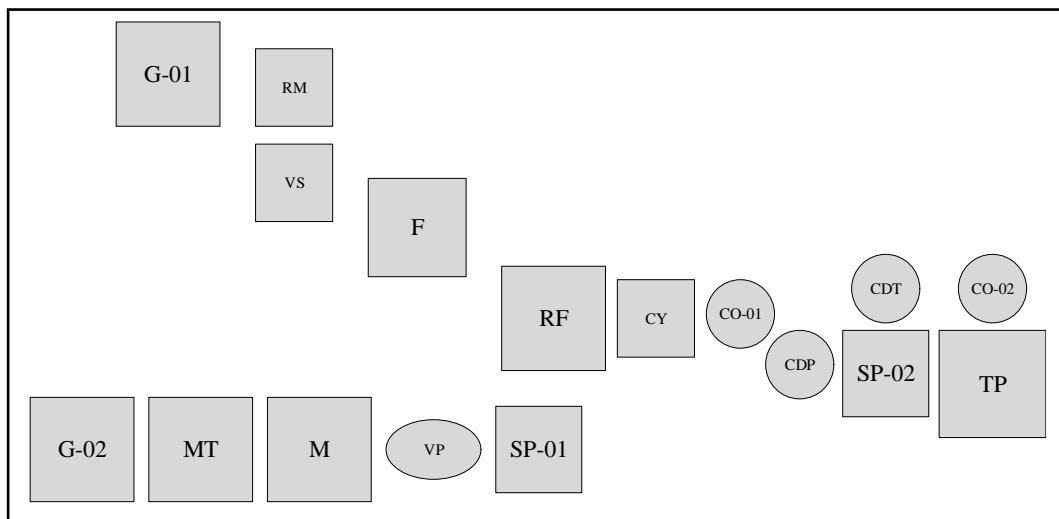 G-01
RM
VS
F
RF
CY
CO-01
CDP
CDT
CO-02
SP-02
TP
G-02
MT
M
VP
SP-01